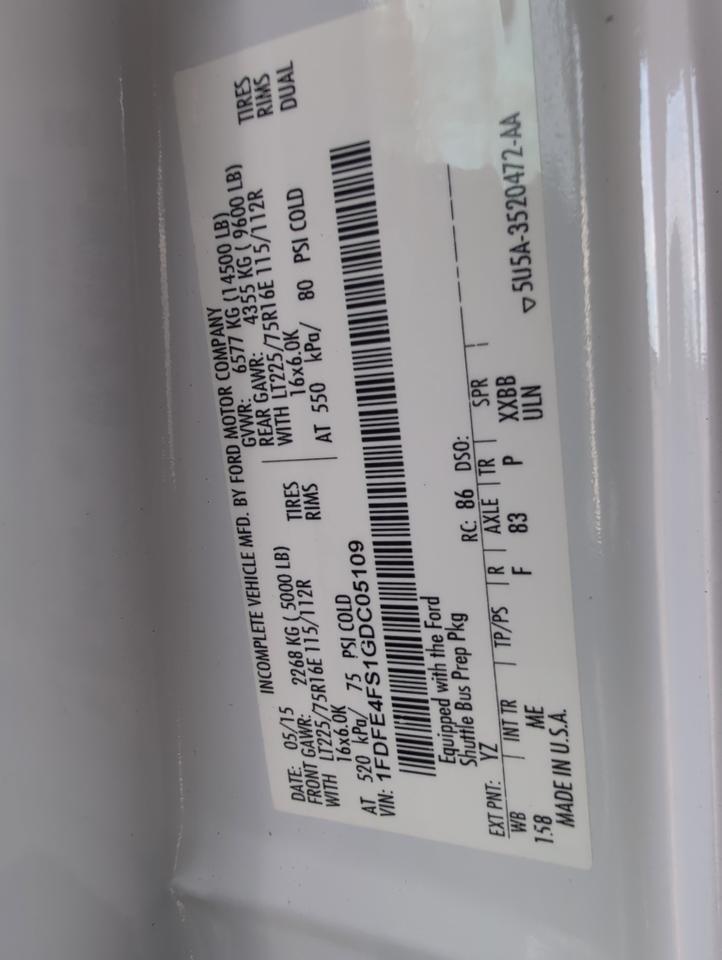 INCOMPLETE VEHICLE MFD. BY FORD MOTOR COMPANY
DATE: 05/15 GVWR: 6577 KG (14500 LB)
FRONT GAWR: 2268 KG ( 5000 LB) REAR GAWR: 4355 KG ( 9600 LB)
WITH LT225/75R16E 115/112R TIRES WITH LT225/75R16E 115/112R TIRES
16x6.0K RIMS 16x6.0K RIMS
AT 520 kPa/ 75 PSI COLD AT 550 kPa/ 80 PSI COLD DUAL
VIN: 1FDFE4FS1GDC05109
Equipped with the Ford
Shuttle Bus Prep Pkg
RC: 86 DSO:
EXT PNT: YZ
WB INT TR TP/PS R AXLE TR SPR
158 ME F 83 P XXBB
MADE IN U.S.A. ULN
▽5U5A-3520472-AA